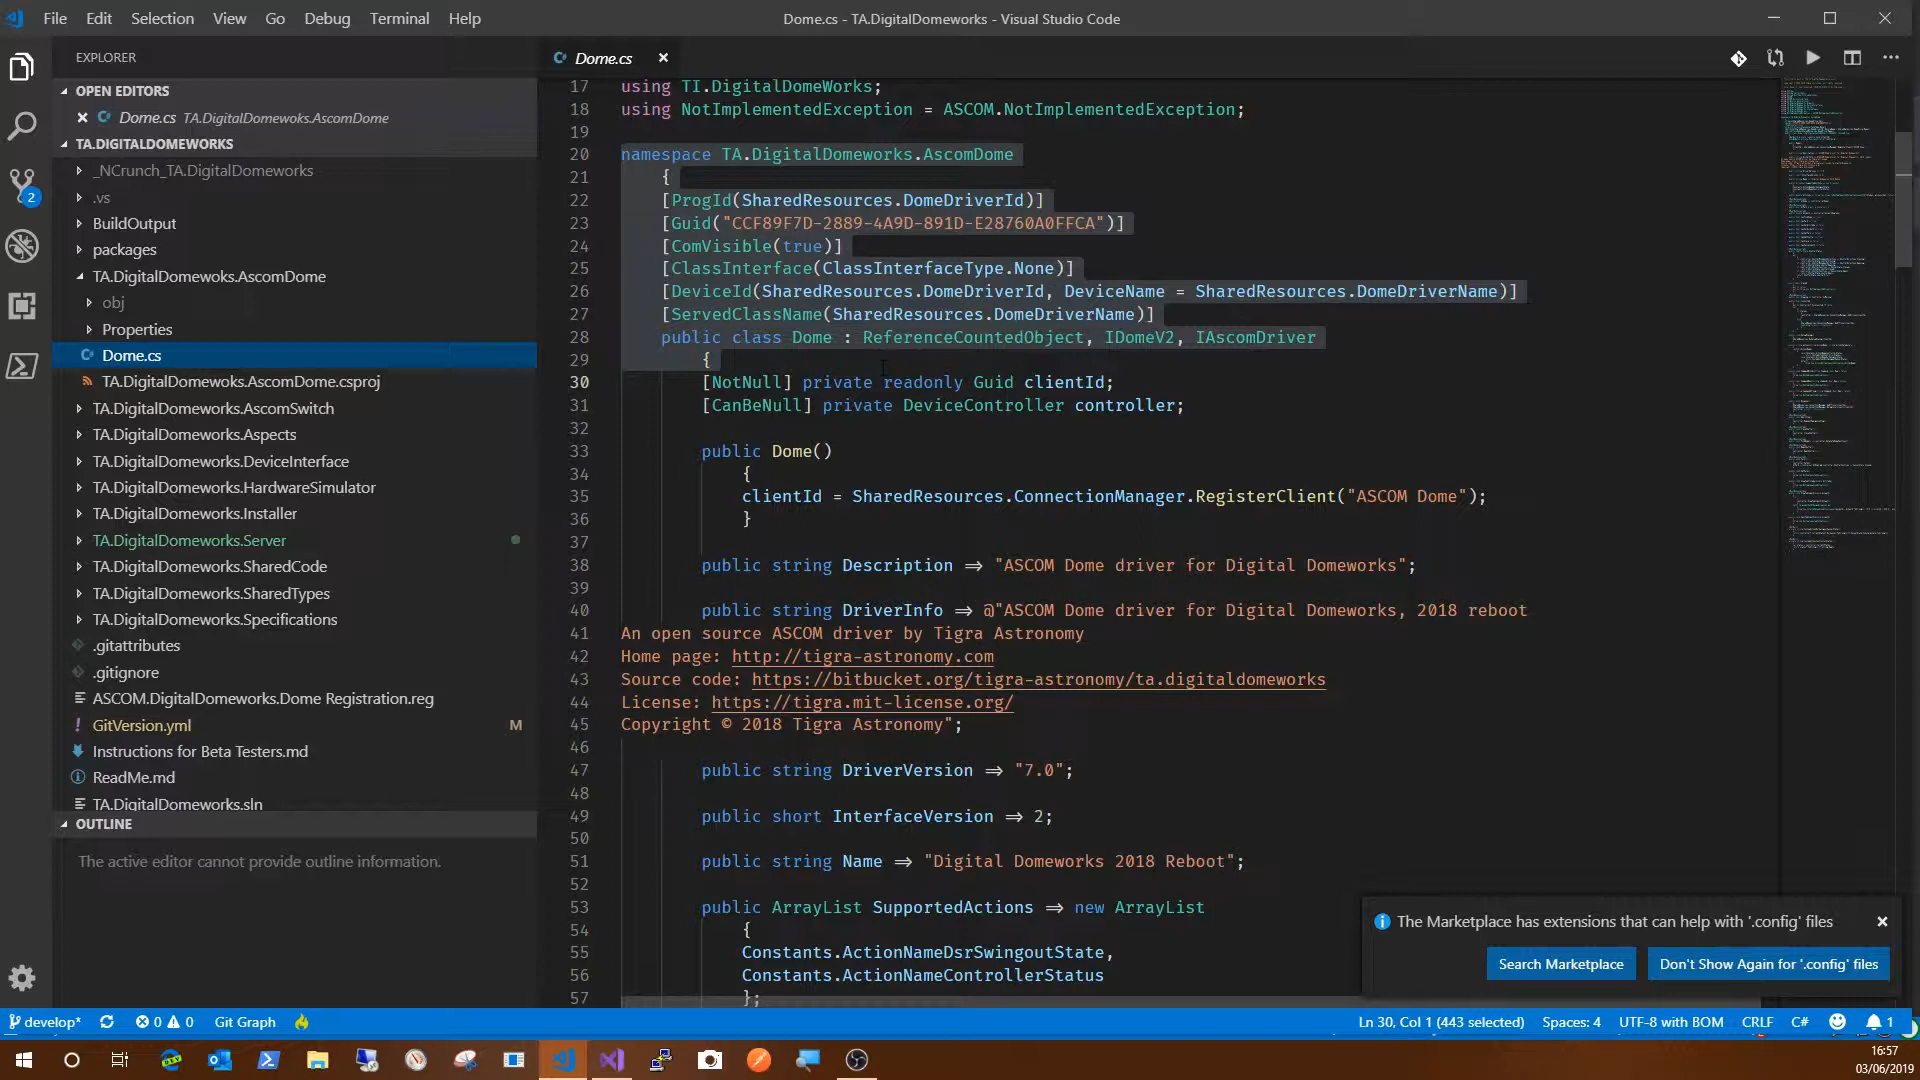 File Edit Selection View Go Debug Terminal Help
Dome.cs - TA.DigitalDomeworks - Visual Studio Code
EXPLORER
OPEN EDITORS
Dome.cs TA.DigitalDomewoks.AscomDome
TA.DIGITALDOMEWORKS
_NCrunch_TA.DigitalDomeworks
.vs
BuildOutput
packages
TA.DigitalDomewoks.AscomDome
obj
Properties
Dome.cs
TA.DigitalDomewoks.AscomDome.csproj
TA.DigitalDomeworks.AscomSwitch
TA.DigitalDomeworks.Aspects
TA.DigitalDomeworks.DeviceInterface
TA.DigitalDomeworks.HardwareSimulator
TA.DigitalDomeworks.Installer
TA.DigitalDomeworks.Server
TA.DigitalDomeworks.SharedCode
TA.DigitalDomeworks.SharedTypes
TA.DigitalDomeworks.Specifications
.gitattributes
.gitignore
ASCOM.DigitalDomeworks.Dome Registration.reg
GitVersion.yml M
Instructions for Beta Testers.md
ReadMe.md
TA.DigitalDomeworks.sln
OUTLINE
The active editor cannot provide outline information.
2
Dome.cs
17 using TI.DigitalDomeWorks;
18 using NotImplementedException = ASCOM.NotImplementedException;
19
20 namespace TA.DigitalDomeworks.AscomDome
21 {
22 [ProgId(SharedResources.DomeDriverId)]
23 [Guid("CCF89F7D-2889-4A9D-891D-E28760A0FFCA")]
24 [ComVisible(true)]
25 [ClassInterface(ClassInterfaceType.None)]
26 [DeviceId(SharedResources.DomeDriverId, DeviceName = SharedResources.DomeDriverName)]
27 [ServedClassName(SharedResources.DomeDriverName)]
28 public class Dome : ReferenceCountedObject, IDomeV2, IAscomDriver
29 {
30 [NotNull] private readonly Guid clientId;
31 [CanBeNull] private DeviceController controller;
32
33 public Dome()
34 {
35 clientId = SharedResources.ConnectionManager.RegisterClient("ASCOM Dome");
36 }
37
38 public string Description => "ASCOM Dome driver for Digital Domeworks";
39
40 public string DriverInfo => @"ASCOM Dome driver for Digital Domeworks, 2018 reboot
41 An open source ASCOM driver by Tigra Astronomy
42 Home page: http://tigra-astronomy.com
43 Source code: https://bitbucket.org/tigra-astronomy/ta.digitaldomeworks
44 License: https://tigra.mit-license.org/
45 Copyright © 2018 Tigra Astronomy";
46
47 public string DriverVersion => "7.0";
48
49 public short InterfaceVersion => 2;
50
51 public string Name => "Digital Domeworks 2018 Reboot";
52
53 public ArrayList SupportedActions => new ArrayList
54 {
55 Constants.ActionNameDsrSwingoutState,
56 Constants.ActionNameControllerStatus
57 };
The Marketplace has extensions that can help with '.config' files
Search Marketplace Don't Show Again for '.config' files
develop* 0 0 Git Graph Ln 30, Col 1 (443 selected) Spaces: 4 UTF-8 with BOM CRLF C# 1
16:57
03/06/2019